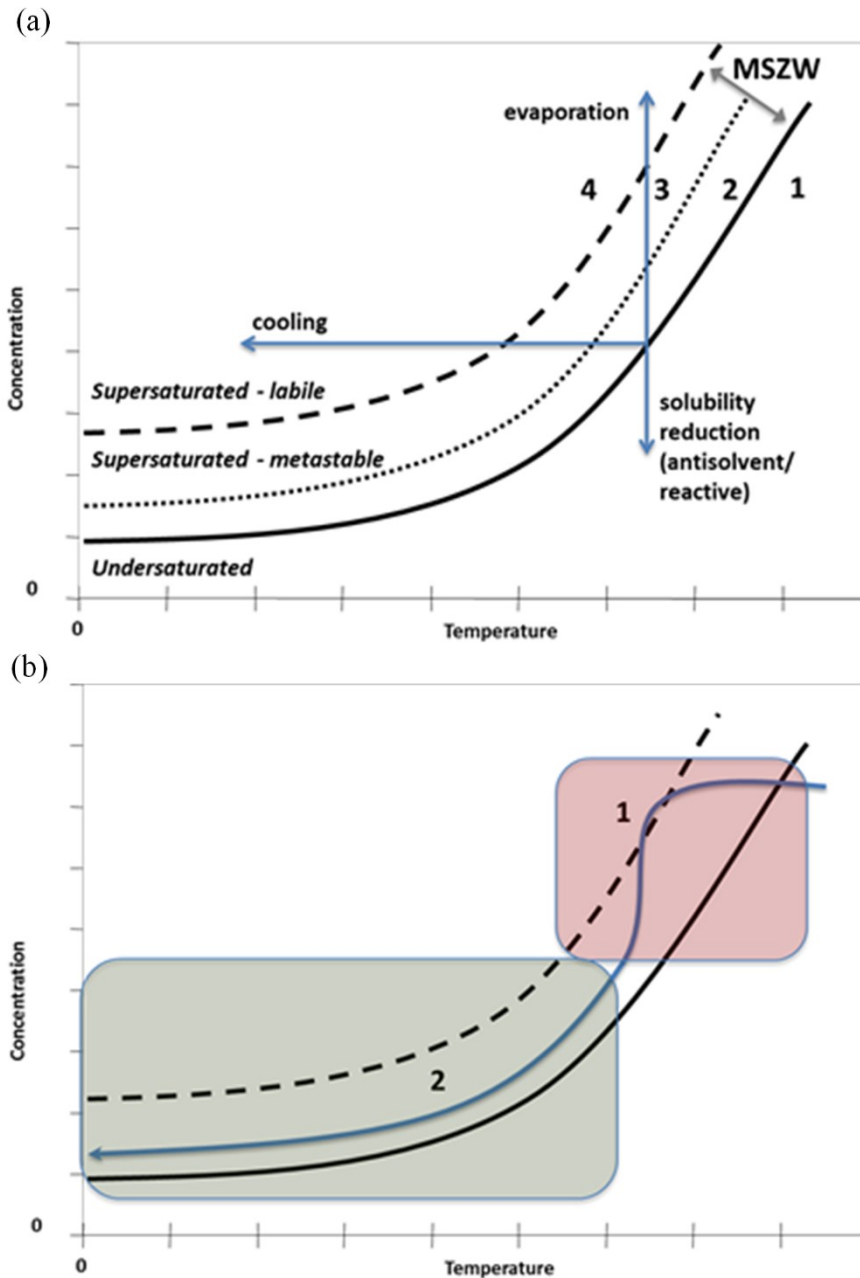 (a)
MSZW
evaporation
4 3 2 1
cooling
Concentration
Supersaturated - labile
solubility
reduction
(antisolvent/
reactive)
Supersaturated - metastable
Undersaturated
0
0
Temperature
(b)
1
Concentration
2
0
0
Temperature